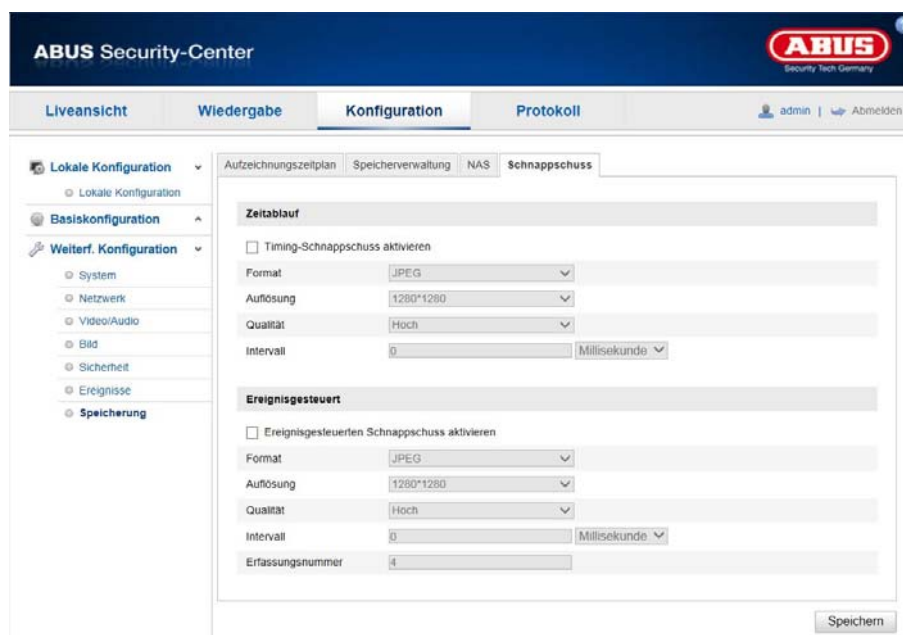 ABUS Security-Center
ABUS
Security Tech Germany
Liveansicht Wiedergabe Konfiguration Protokoll admin | Abmelden
Lokale Konfiguration
Lokale Konfiguration
Basiskonfiguration
Weiterf. Konfiguration
System
Netzwerk
Video/Audio
Bild
Sicherheit
Ereignisse
Speicherung
Aufzeichnungszeitplan Speicherverwaltung NAS Schnappschuss
Zeitablauf
Timing-Schnappschuss aktivieren
Format JPEG
Auflösung 1280*1280
Qualität Hoch
Intervall 0 Millisekunde
Ereignisgesteuert
Ereignisgesteuerten Schnappschuss aktivieren
Format JPEG
Auflösung 1280*1280
Qualität Hoch
Intervall 0 Millisekunde
Erfassungsnummer 4
Speichern